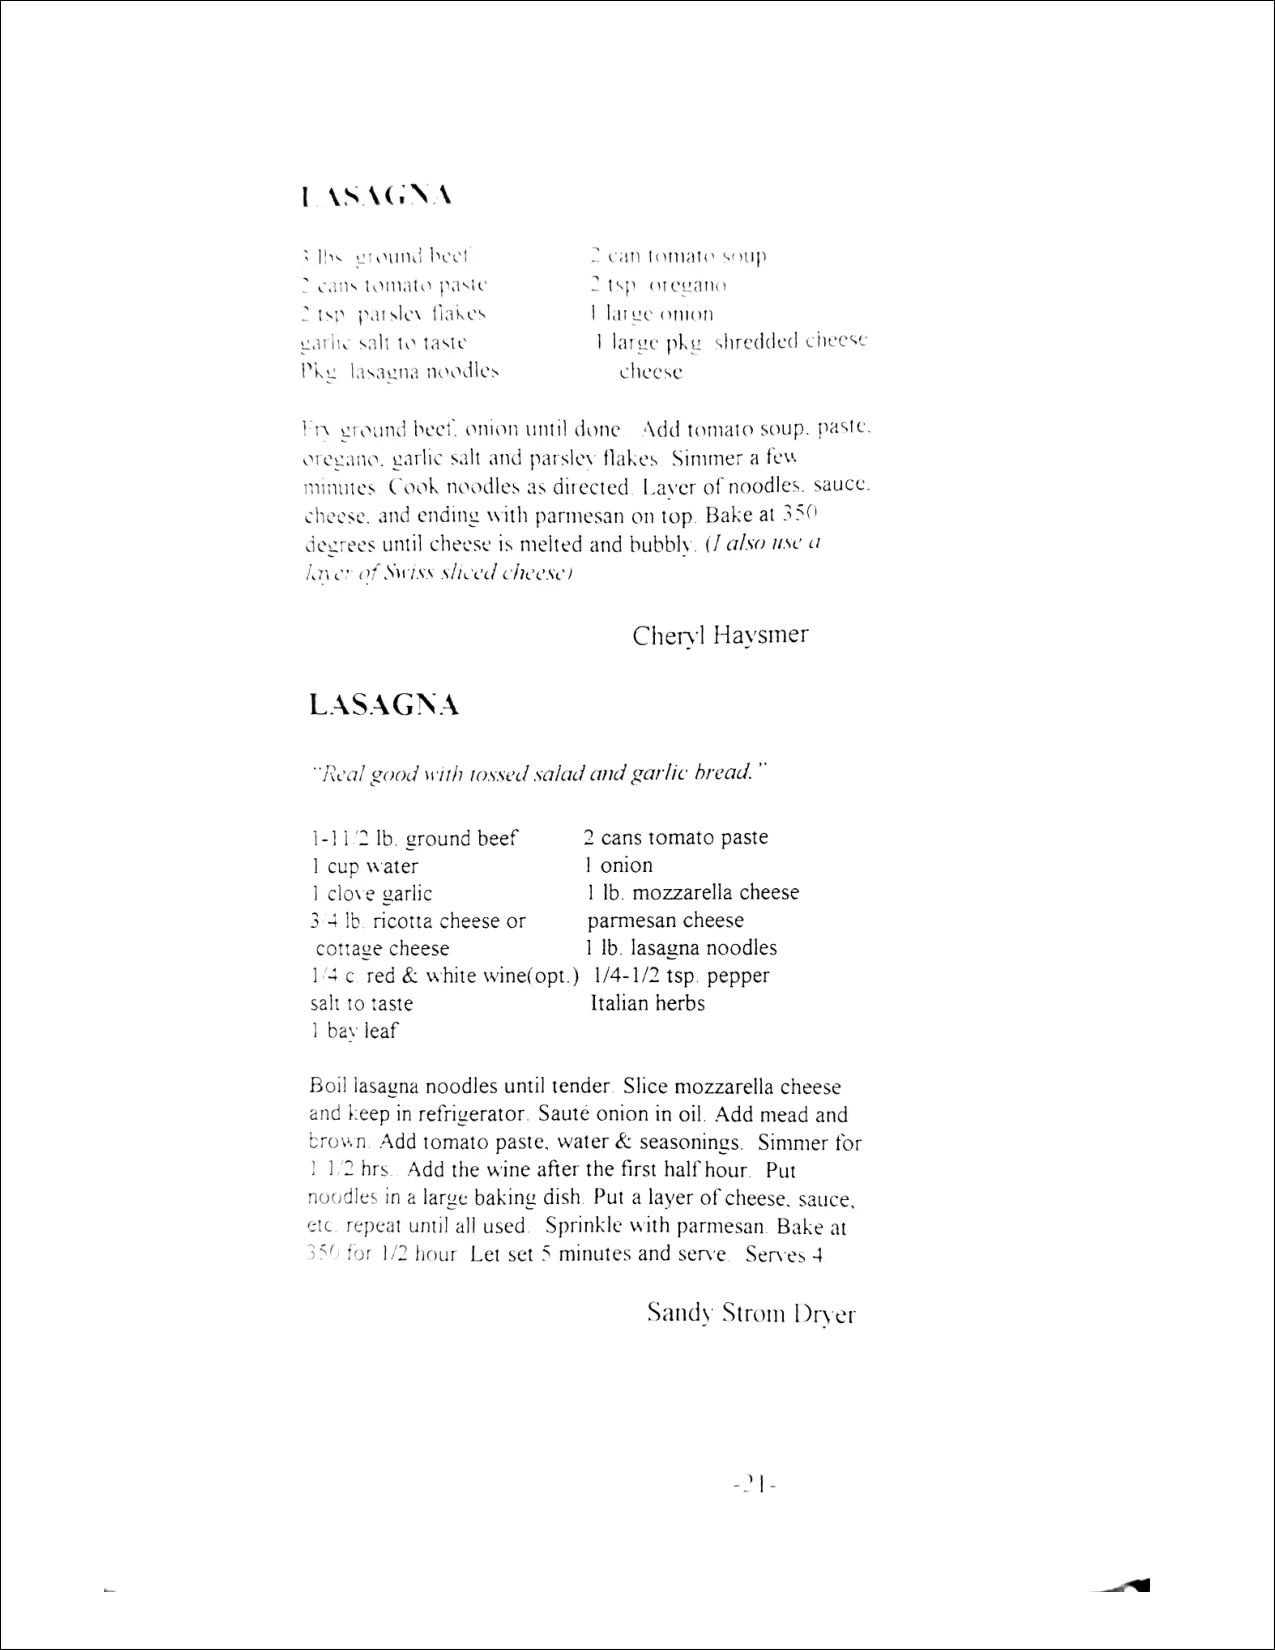 LASAGNA
3 lbs. ground beef 2 can tomato soup
2 cans tomato paste 2 tsp. oregano
2 tsp. parsley flakes 1 large onion
garlic salt to taste 1 large pkg. shredded cheese
Pkg. lasagna noodles cheese
Fry ground beef, onion until done. Add tomato soup, paste,
oregano, garlic salt and parsley flakes. Simmer a few
minutes. Cook noodles as directed. Layer of noodles, sauce,
cheese, and ending with parmesan on top. Bake at 350
degrees until cheese is melted and bubbly. (I also use a
layer of Swiss sliced cheese)
Cheryl Haysmer
LASAGNA
"Real good with tossed salad and garlic bread."
1-1 1/2 lb. ground beef 2 cans tomato paste
1 cup water 1 onion
1 clove garlic 1 lb. mozzarella cheese
3/4 lb. ricotta cheese or parmesan cheese
cottage cheese 1 lb. lasagna noodles
1/4 c. red & white wine(opt.) 1/4-1/2 tsp. pepper
salt to taste Italian herbs
1 bay leaf
Boil lasagna noodles until tender. Slice mozzarella cheese
and keep in refrigerator. Sauté onion in oil. Add mead and
brown. Add tomato paste, water & seasonings. Simmer for
1 1/2 hrs. Add the wine after the first half hour. Put
noodles in a large baking dish. Put a layer of cheese, sauce,
etc. repeat until all used. Sprinkle with parmesan. Bake at
350 for 1/2 hour. Let set 5 minutes and serve. Serves 4.
Sandy Strom Dryer
-21-